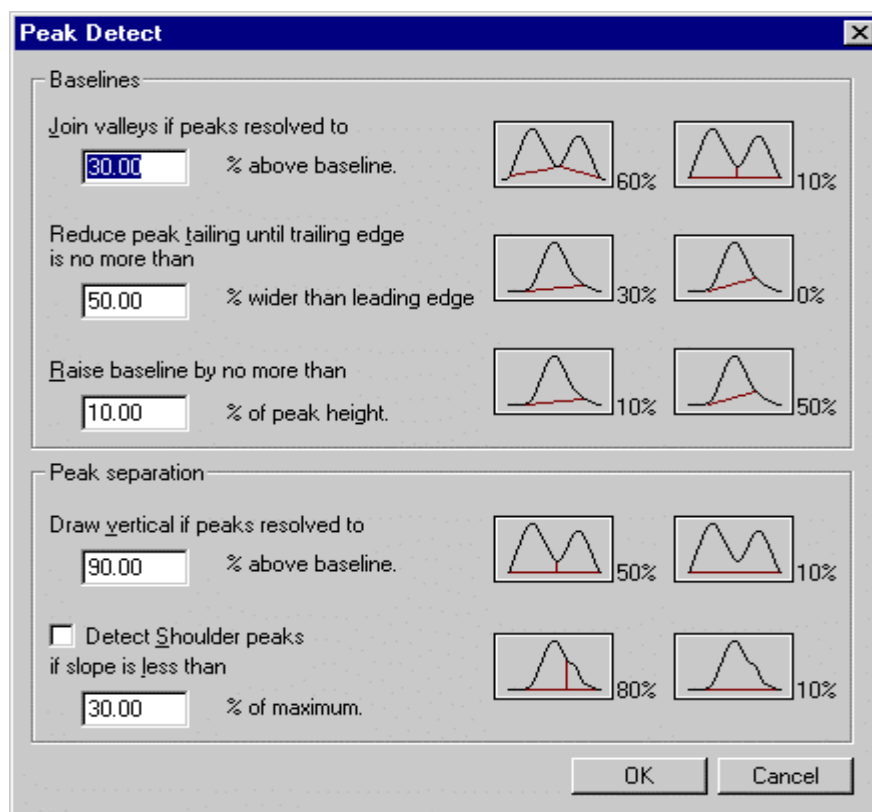 Peak Detect
Baselines
Join valleys if peaks resolved to
30.00 % above baseline. 60% 10%
Reduce peak tailing until trailing edge
is no more than
50.00 % wider than leading edge 30% 0%
Raise baseline by no more than
10.00 % of peak height. 10% 50%
Peak separation
Draw vertical if peaks resolved to
90.00 % above baseline. 50% 10%
Detect Shoulder peaks
if slope is less than 80% 10%
30.00 % of maximum.
OK Cancel